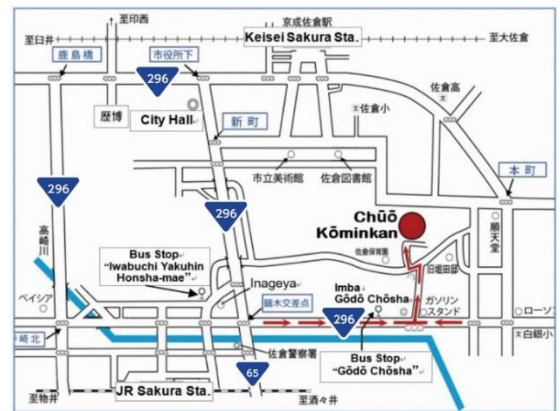 至印西
京成佐倉駅
至臼井
Keisei Sakura Sta.
至大佐倉
鹿島橋
市役所下
296
佐倉高
歴博
City Hall
新町
佐倉小
市立美術館
佐倉図書館
本町
296
296
Chūō
Kōminkan
順天堂
高崎川
Bus Stop
"Iwabuchi Yakuhin
Honsha-mae"
佐倉保育園
旧堀田邸
Inageya
Imba
Gōdō Chōsha
ガソリン
スタンド
ベイシア
鏑木交差点
296
ローソン
白銀小
崎北
佐倉警察署
Bus Stop
"Gōdō Chōsha"
65
至物井
JR Sakura Sta.
至酒々井